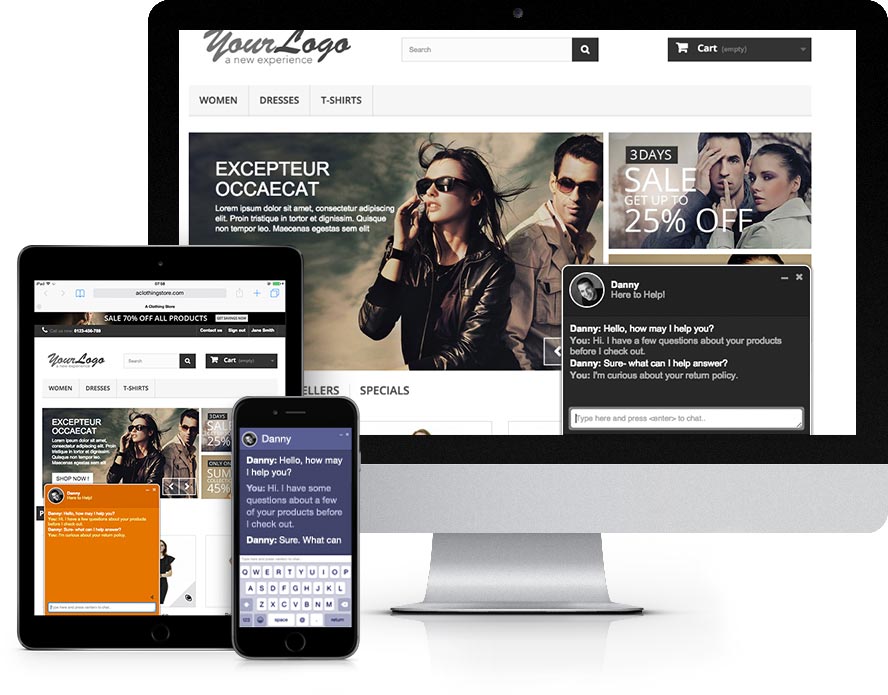 YourLogo
a new experience
Search
Cart (empty)
WOMEN DRESSES T-SHIRTS
EXCEPTEUR
OCCAECAT
Lorem ipsum dolor sit amet, consectetur adipiscing
elit. Proin tristique in tortor et dignissim. Quisque
non tempor leo. Maecenas egestas sem elit
3 DAYS
SALE
GET UP TO
25% OFF
Danny
Here to Help!
Danny: Hello, how may I help you?
You: Hi. I have a few questions about your products
before I check out.
Danny: Sure- what can I help answer?
You: I'm curious about your return policy.
Type here and press <enter> to chat..
ELLERS SPECIALS
iPad 07:58
aclothingstore.com
A Clothing Store
SALE 70% OFF ALL PRODUCTS GET SAVINGS NOW
Call us now: 0123-456-789 Contact us Sign out Jane Smith
YourLogo
a new experience
Search
Cart (empty)
WOMEN DRESSES T-SHIRTS
EXCEPTEUR
OCCAECAT
Lorem ipsum dolor sit amet,
consectetur adipiscing elit. Proin
tristique in tortor et dignissim.
Quisque non tempor leo.
Maecenas egestas sem elit
SHOP NOW !
3 DAYS
SALE
GET
25%
ONLY ON
SUM
COLLECTIO
45%
P
Danny
Here to Help!
Danny: Hello, how may I help you?
You: Hi. I have a few questions about your products
before I check out.
Danny: Sure- what can I help answer?
You: I'm curious about your return policy.
Type here and press <enter> to chat..
Danny
Danny: Hello, how may
I help you?
You: Hi. I have some
questions about a few
of your products before
I check out.
Danny: Sure. What can
Type here and press <enter> to chat..
Q W E R T Y U I O P
A S D F G H J K L
Z X C V B N M
123 space @ . return